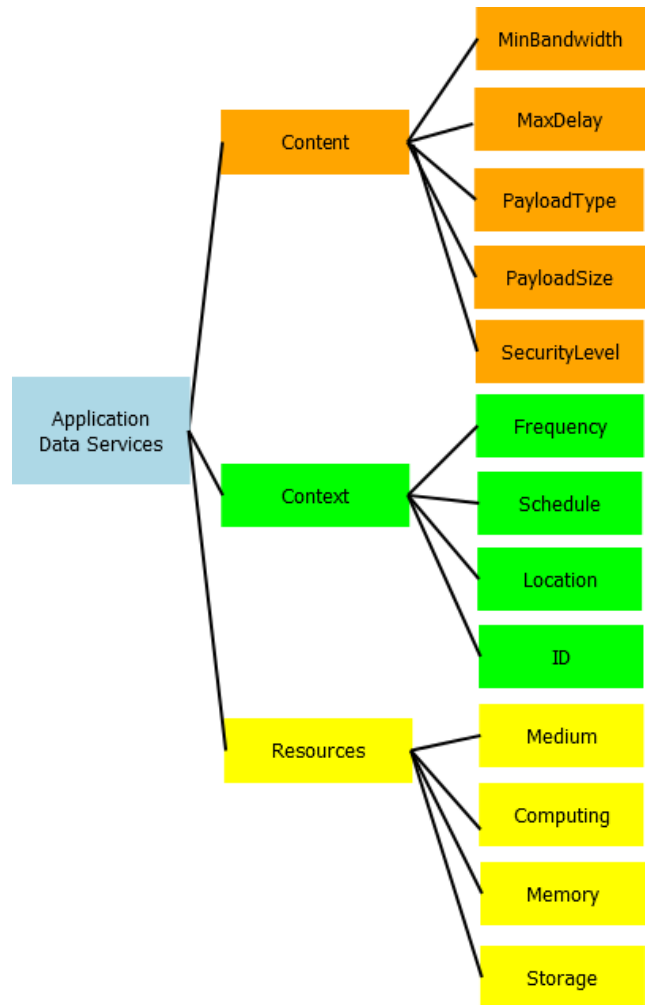 MinBandwidth
MaxDelay
Content
PayloadType
PayloadSize
SecurityLevel
Application
Data Services
Frequency
Context
Schedule
Location
ID
Resources
Medium
Computing
Memory
Storage